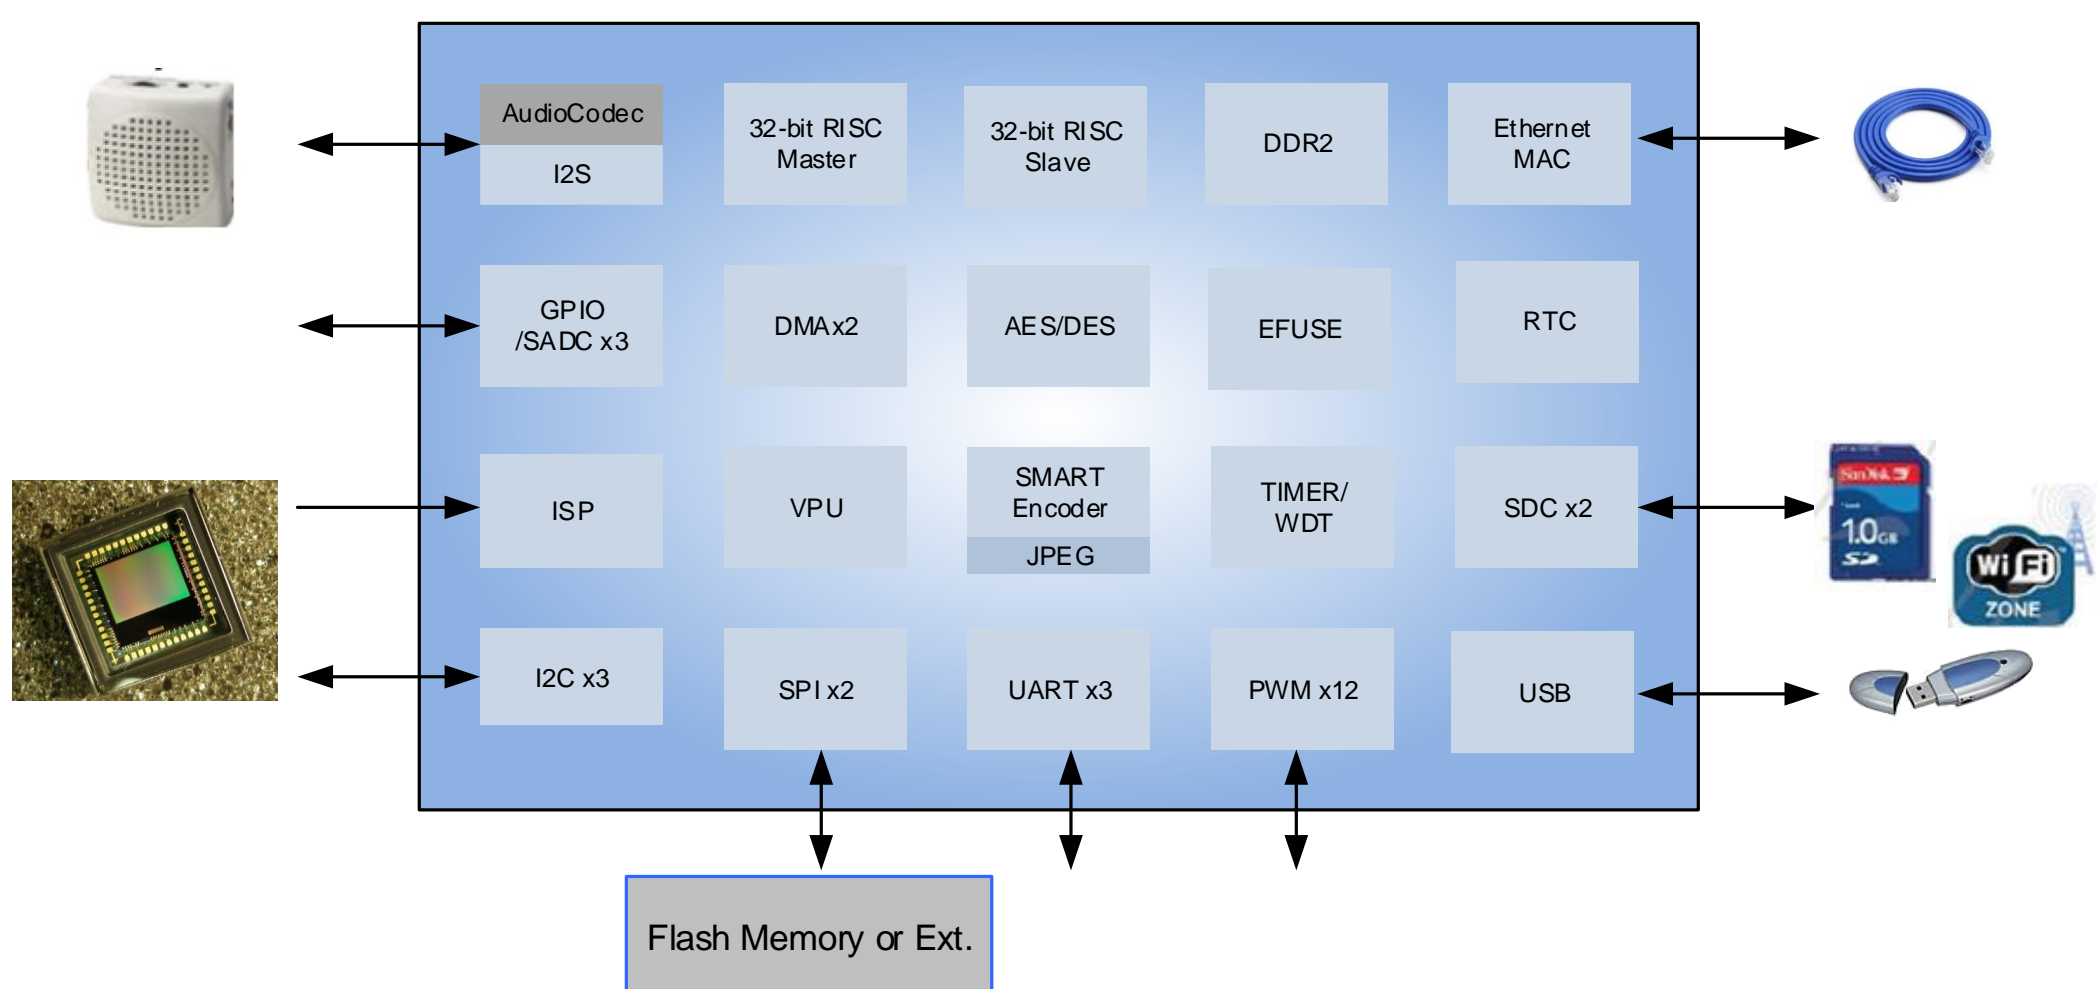 AudioCodec
I2S
32-bit RISC
Master
32-bit RISC
Slave
DDR2
Ethernet
MAC
GPIO
/SADC x3
DMAx2
AES/DES
EFUSE
RTC
ISP
VPU
SMART
Encoder
JPEG
TIMER/
WDT
SDC x2
SanDisk
1.0GB
SD
Wi Fi
ZONE
I2C x3
SPI x2
UART x3
PWM x12
USB
Flash Memory or Ext.